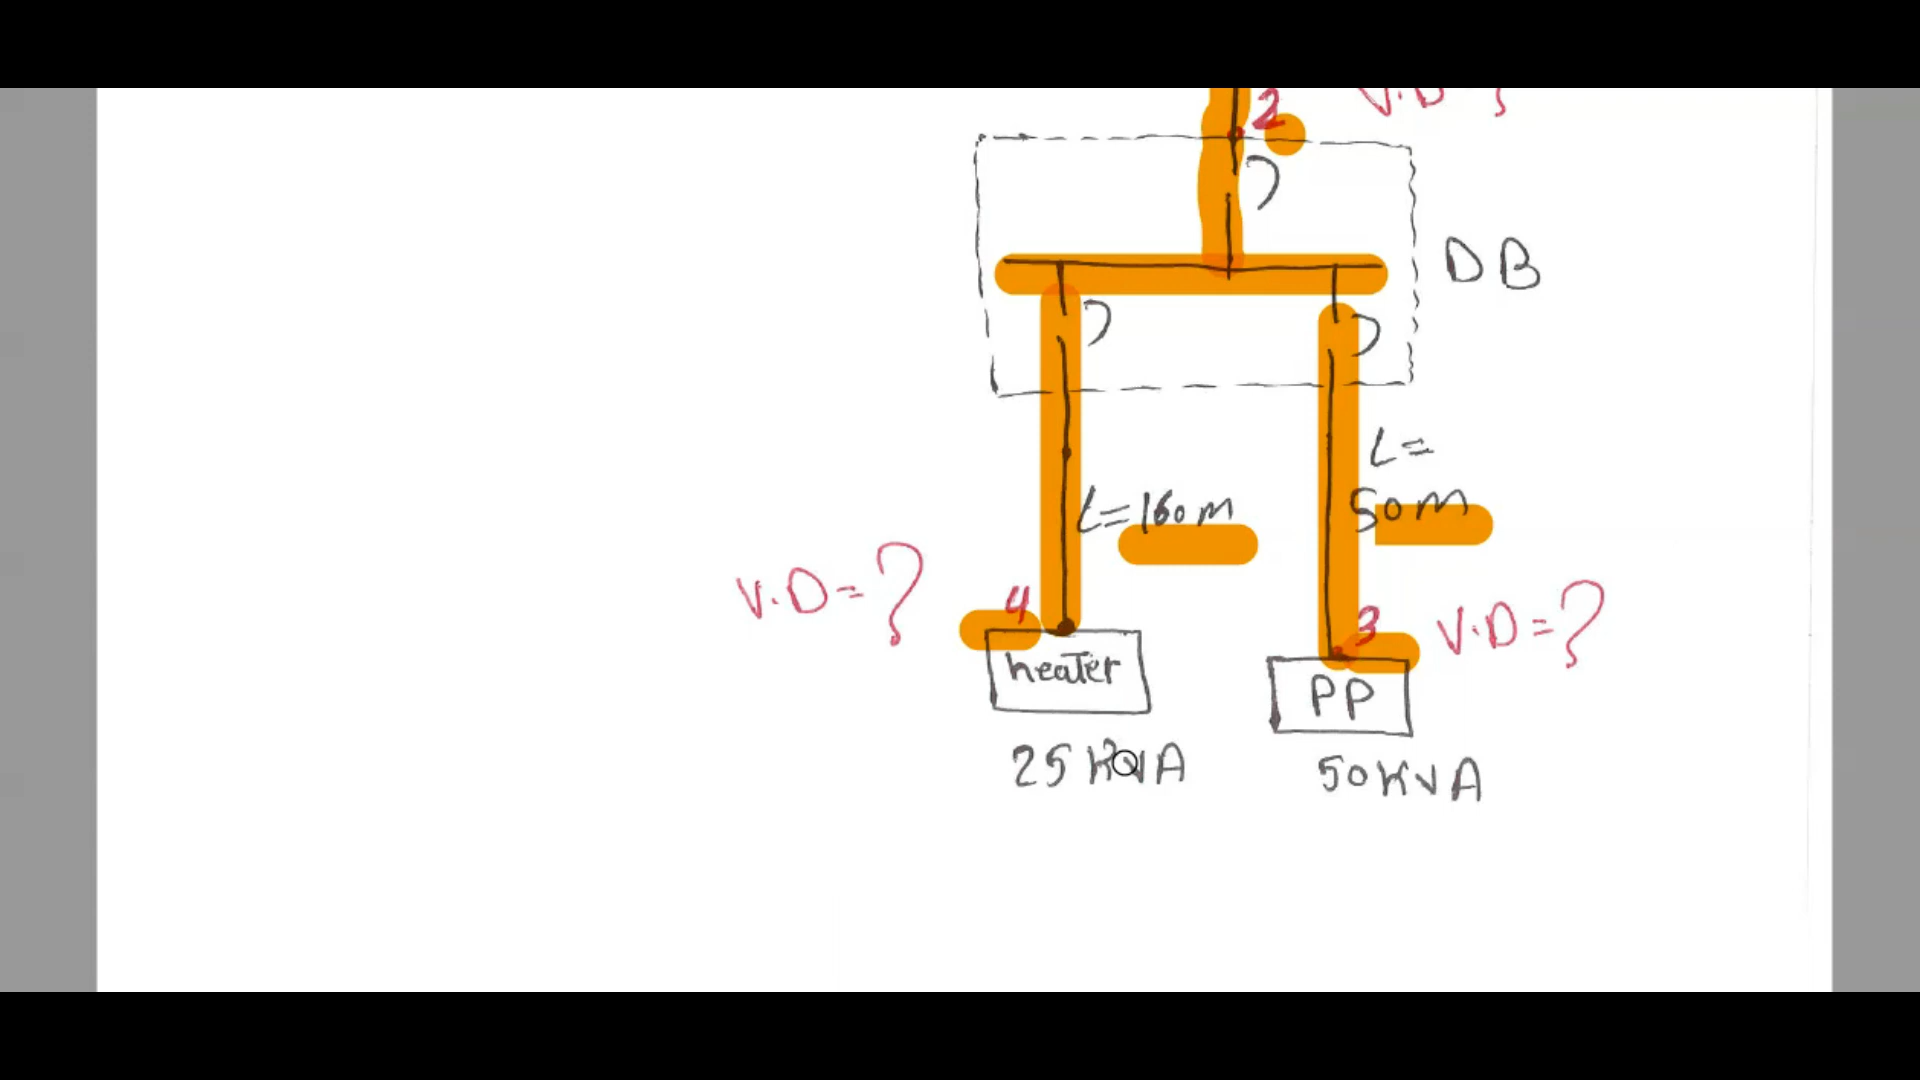 2
V.D ?
DB
L=
50m
L=160m
V.D=?
4
3
V.D=?
heater
PP
25 KVA
50KVA